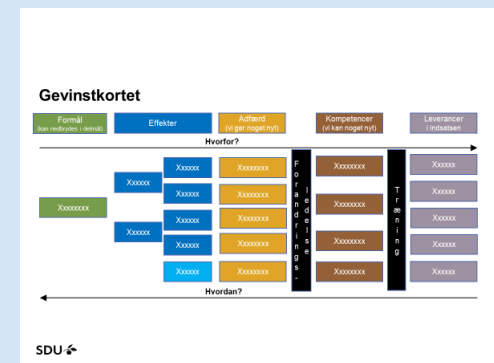 Gevinstkortet
Formål
(kan nedbrydes i delmål)
Effekter
Adfærd
(vi gør noget nyt)
Kompetencer
(vi kan noget nyt)
Leverancer
i indsatsen
Hvorfor?
Xxxxxxxx
Xxxxxx
Xxxxxx
Xxxxxx
Xxxxxx
Xxxxxx
Xxxxxx
Xxxxxx
Xxxxxxxx
Xxxxxxxx
Xxxxxxxx
Xxxxxxxx
Xxxxxxxx
Forandrings-
ledelse
Xxxxxxxx
Xxxxxxxx
Xxxxxxxx
Xxxxxxxx
Træning
Xxxxxx
Xxxxxx
Xxxxxx
Xxxxxx
Xxxxxx
Hvordan?
SDU